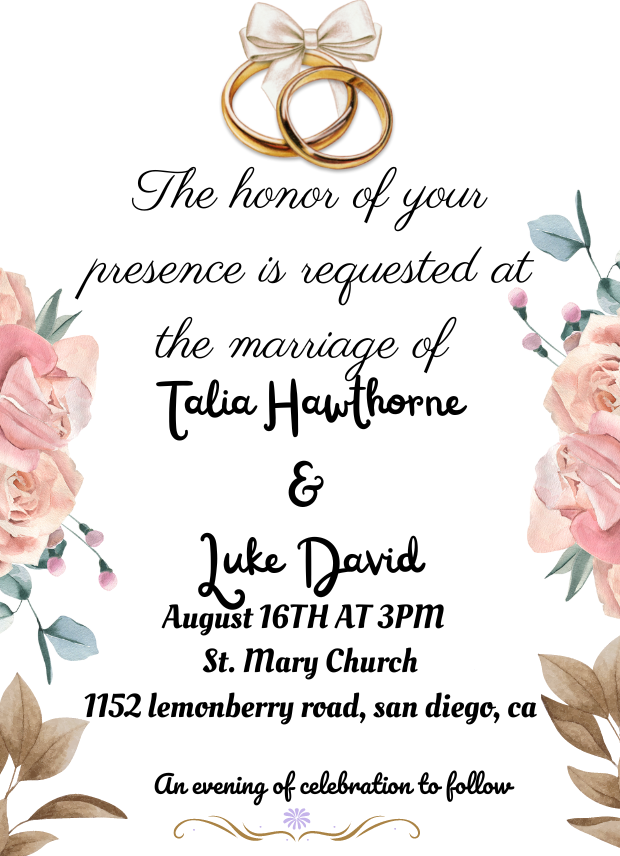 The honor of your
presence is requested at
the marriage of
Talia Hawthorne
&
Luke David
August 16TH AT 3PM
St. Mary Church
1152 lemonberry road, san diego, ca
An evening of celebration to follow